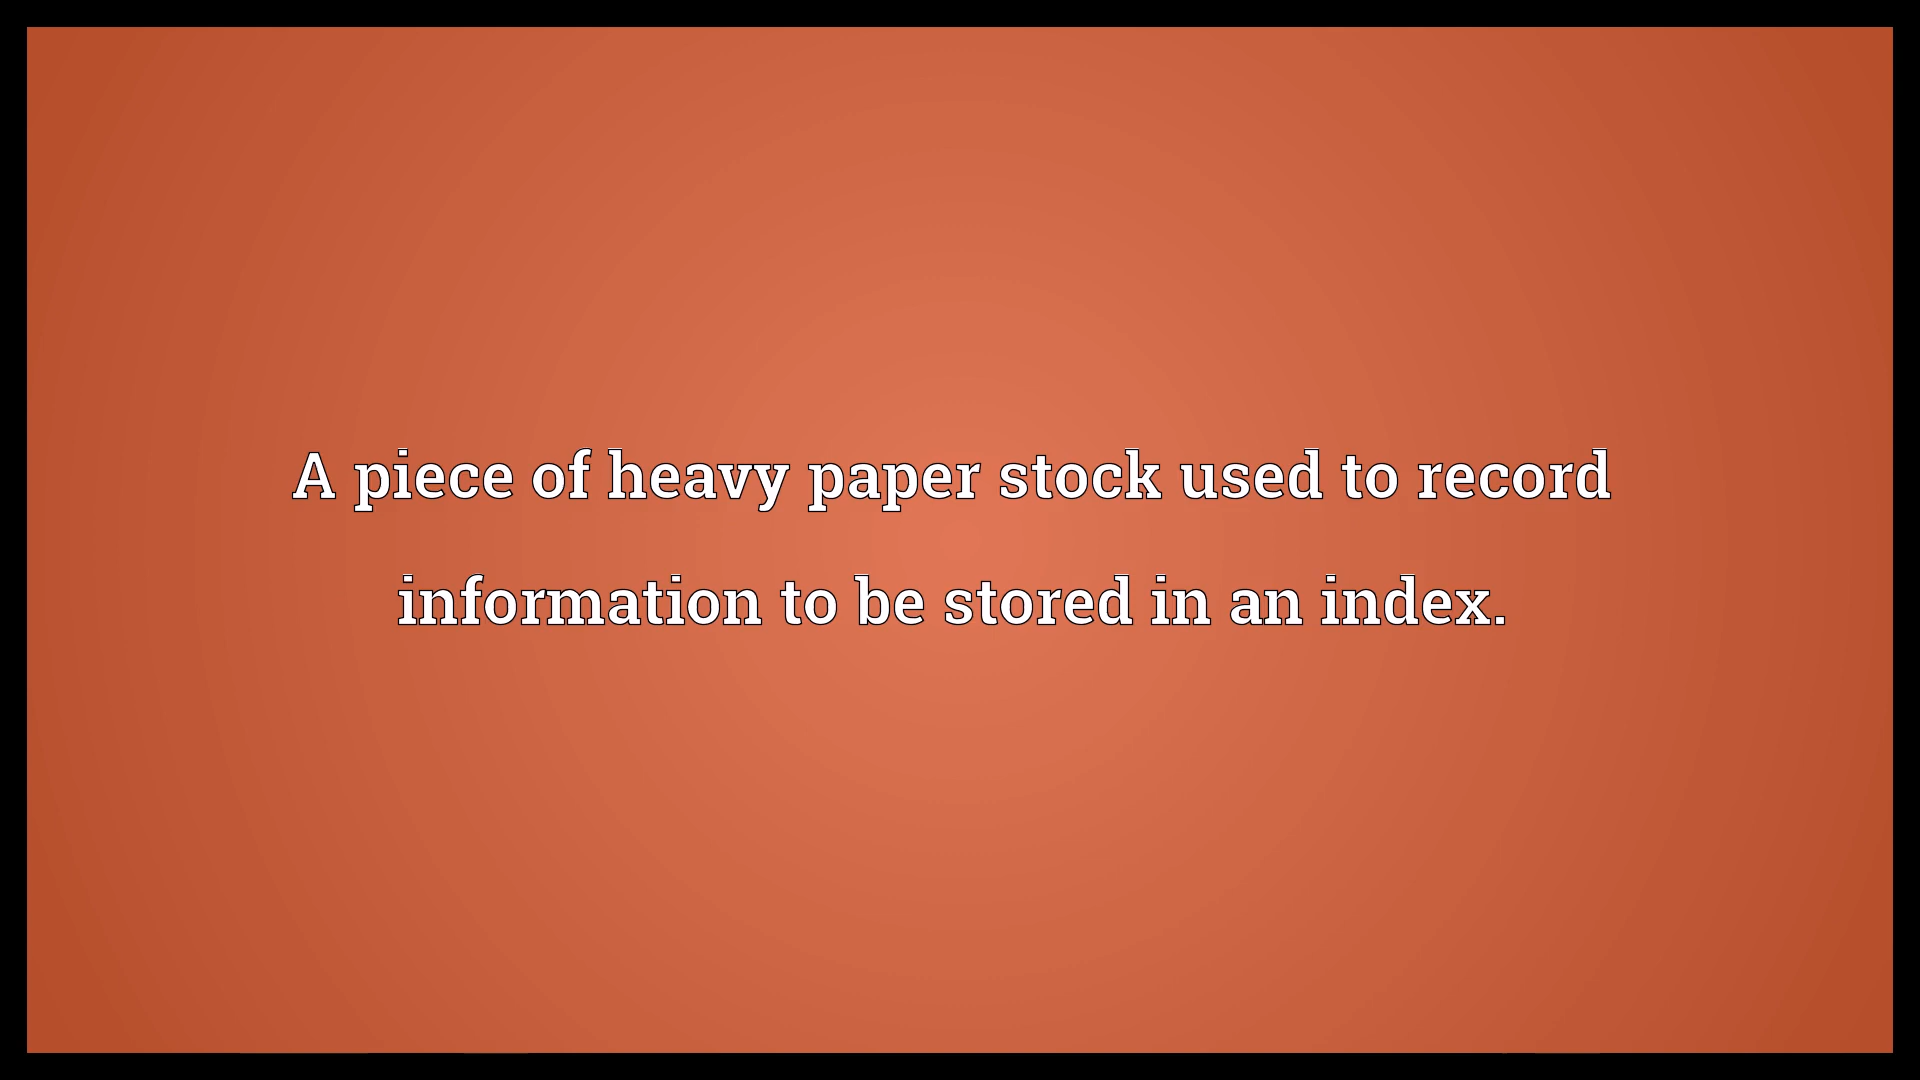 A piece of heavy paper stock used to record
information to be stored in an index.